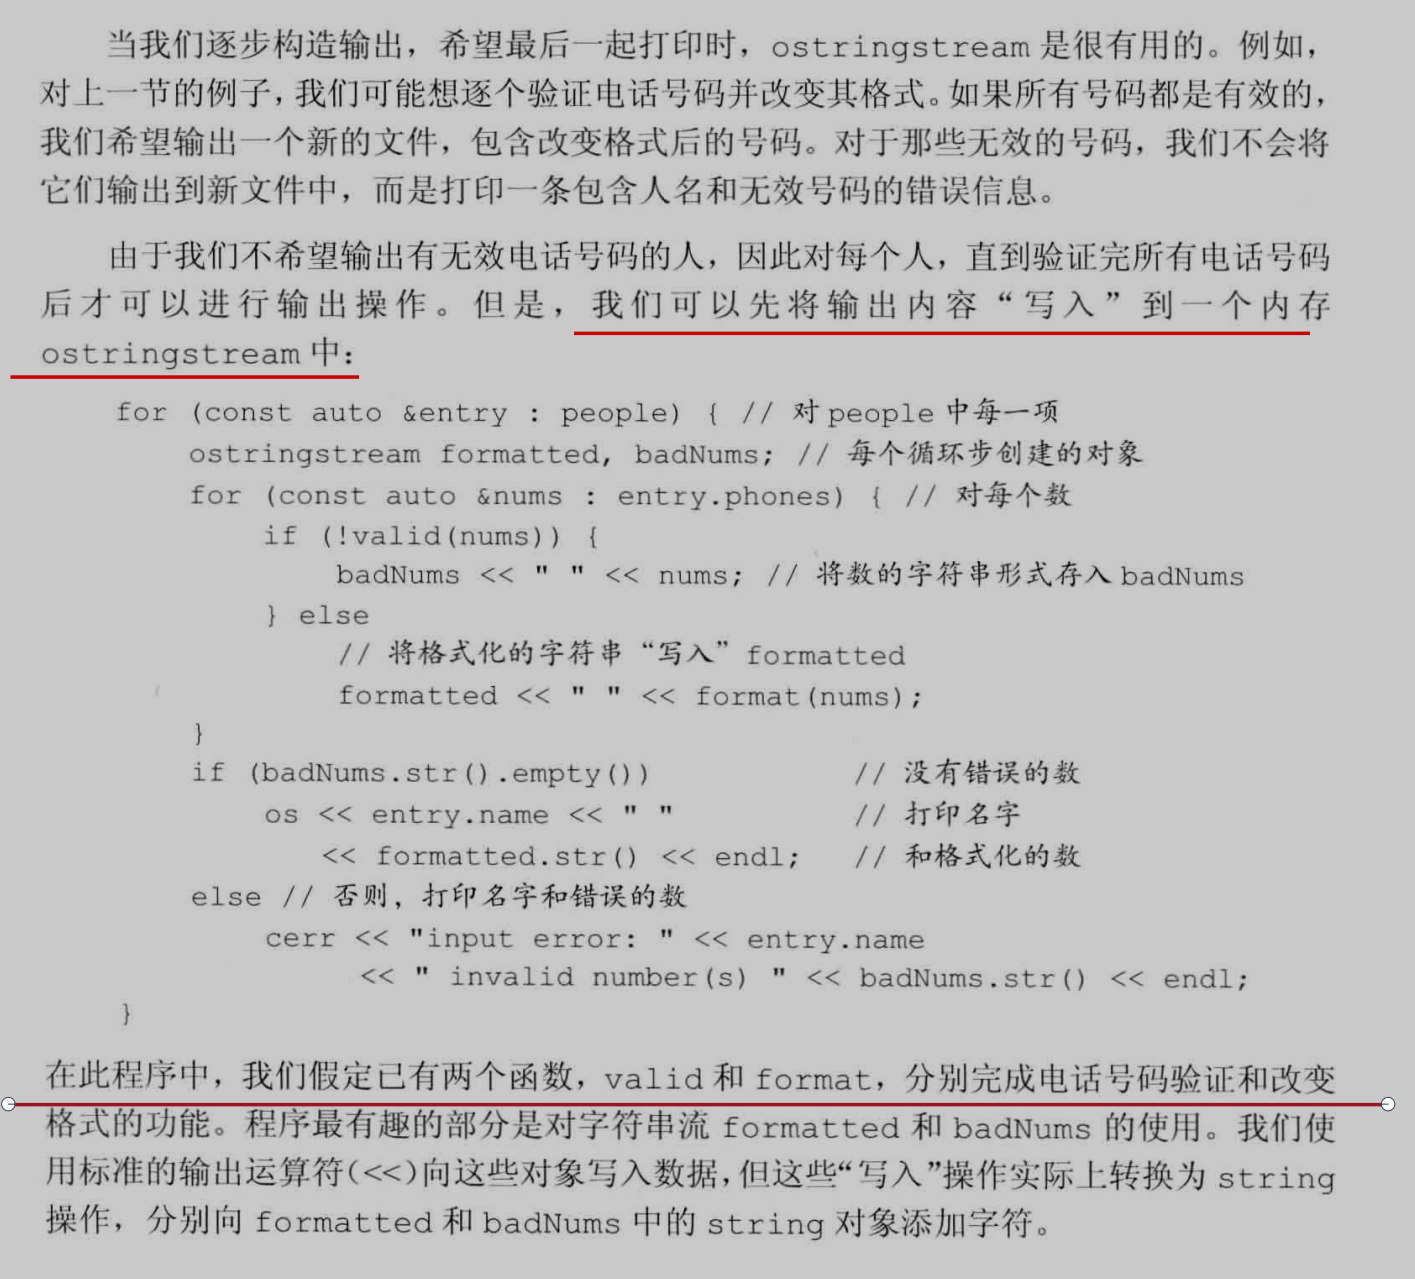 当我们逐步构造输出，希望最后一起打印时，ostringstream 是很有用的。例如，
对上一节的例子，我们可能想逐个验证电话号码并改变其格式。如果所有号码都是有效的，
我们希望输出一个新的文件，包含改变格式后的号码。对于那些无效的号码，我们不会将
它们输出到新文件中，而是打印一条包含人名和无效号码的错误信息。
由于我们不希望输出有无效电话号码的人，因此对每个人，直到验证完所有电话号码
后才可以进行输出操作。但是，我们可以先将输出内容“写入”到一个内存
ostringstream 中：
for (const auto &entry : people) { // 对 people 中每一项
ostringstream formatted, badNums; // 每个循环步创建的对象
for (const auto &nums : entry.phones) { // 对每个数
if (!valid(nums)) {
badNums << " " << nums; // 将数的字符串形式存入 badNums
} else
// 将格式化的字符串“写入”formatted
formatted << " " << format(nums);
}
if (badNums.str().empty()) // 没有错误的数
os << entry.name << " " // 打印名字
<< formatted.str() << endl; // 和格式化的数
else // 否则，打印名字和错误的数
cerr << "input error: " << entry.name
<< " invalid number(s) " << badNums.str() << endl;
}
在此程序中，我们假定已有两个函数，valid 和 format，分别完成电话号码验证和改变
格式的功能。程序最有趣的部分是对字符串流 formatted 和 badNums 的使用。我们使
用标准的输出运算符(<<)向这些对象写入数据，但这些“写入”操作实际上转换为 string
操作，分别向 formatted 和 badNums 中的 string 对象添加字符。